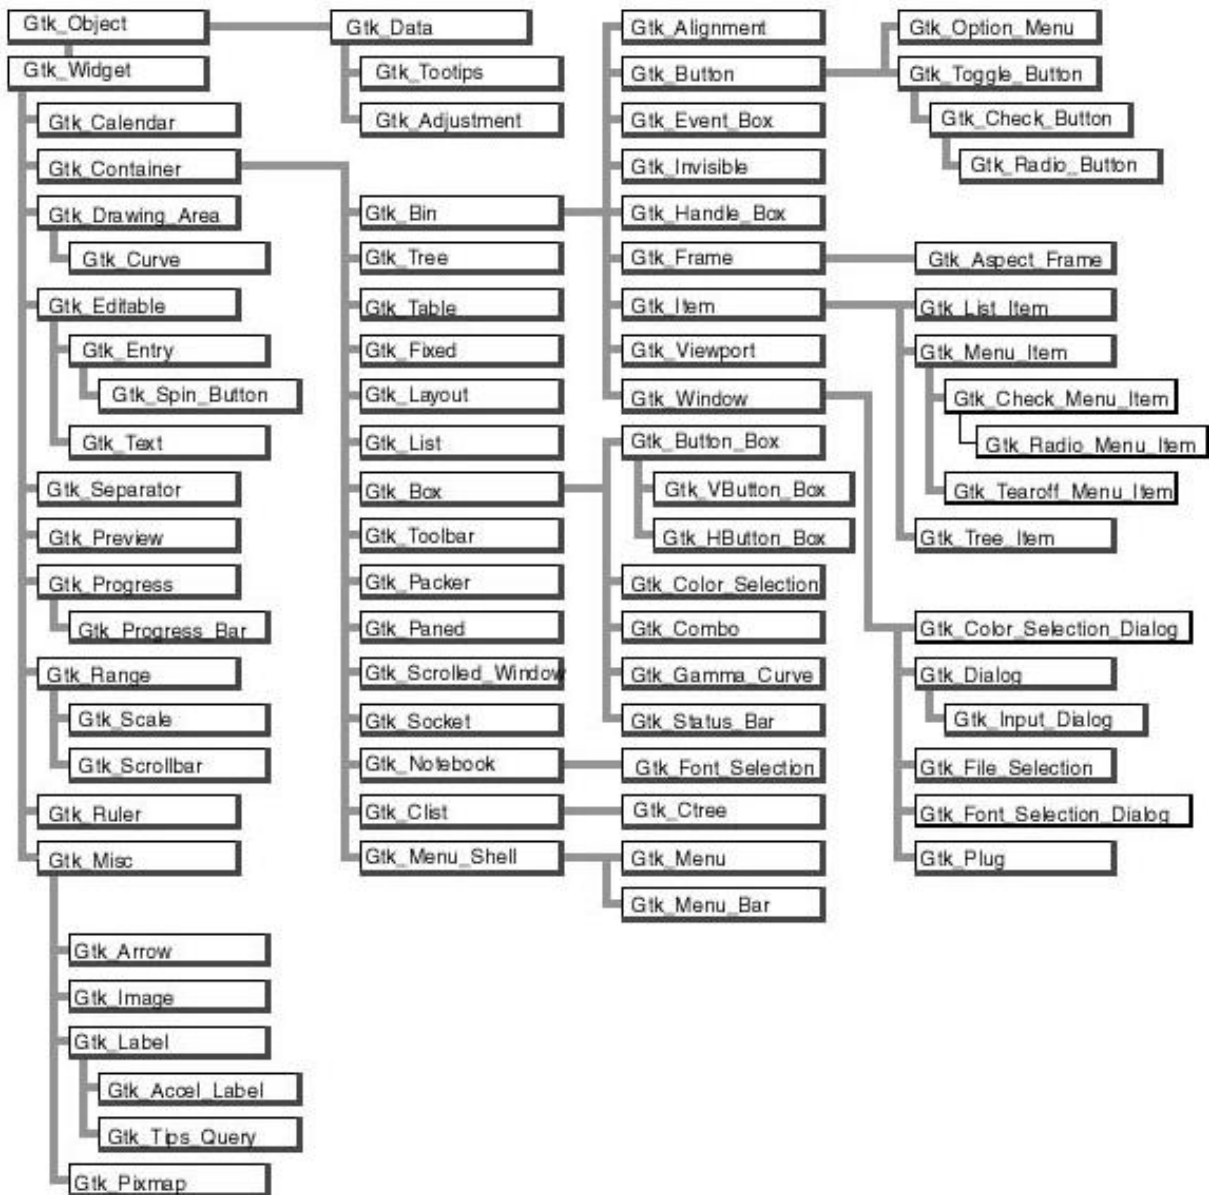 Gtk_Object
Gtk_Widget
Gtk_Calendar
Gtk_Container
Gtk_Drawing_Area
Gtk_Curve
Gtk_Editable
Gtk_Entry
Gtk_Spin_Button
Gtk_Text
Gtk_Separator
Gtk_Preview
Gtk_Progress
Gtk_Progress_Bar
Gtk_Range
Gtk_Scale
Gtk_Scrollbar
Gtk_Ruler
Gtk_Misc
Gtk_Arrow
Gtk_Image
Gtk_Label
Gtk_Accel_Label
Gtk_Tips_Query
Gtk_Pixmap
Gtk_Data
Gtk_Tootips
Gtk_Adjustment
Gtk_Bin
Gtk_Tree
Gtk_Table
Gtk_Fixed
Gtk_Layout
Gtk_List
Gtk_Box
Gtk_Toolbar
Gtk_Packer
Gtk_Paned
Gtk_Scrolled_Window
Gtk_Socket
Gtk_Notebook
Gtk_Clist
Gtk_Menu_Shell
Gtk_Alignment
Gtk_Button
Gtk_Event_Box
Gtk_Invisible
Gtk_Handle_Box
Gtk_Frame
Gtk_Item
Gtk_Viewport
Gtk_Window
Gtk_Button_Box
Gtk_VButton_Box
Gtk_HButton_Box
Gtk_Color_Selection
Gtk_Combo
Gtk_Gamma_Curve
Gtk_Status_Bar
Gtk_Font_Selection
Gtk_Ctree
Gtk_Menu
Gtk_Menu_Bar
Gtk_Option_Menu
Gtk_Toggle_Button
Gtk_Check_Button
Gtk_Radio_Button
Gtk_Aspect_Frame
Gtk_List_Item
Gtk_Menu_Item
Gtk_Check_Menu_Item
Gtk_Radio_Menu_Item
Gtk_Tearoff_Menu_Item
Gtk_Tree_Item
Gtk_Color_Selection_Dialog
Gtk_Dialog
Gtk_Input_Dialog
Gtk_File_Selection
Gtk_Font_Selection_Dialog
Gtk_Plug